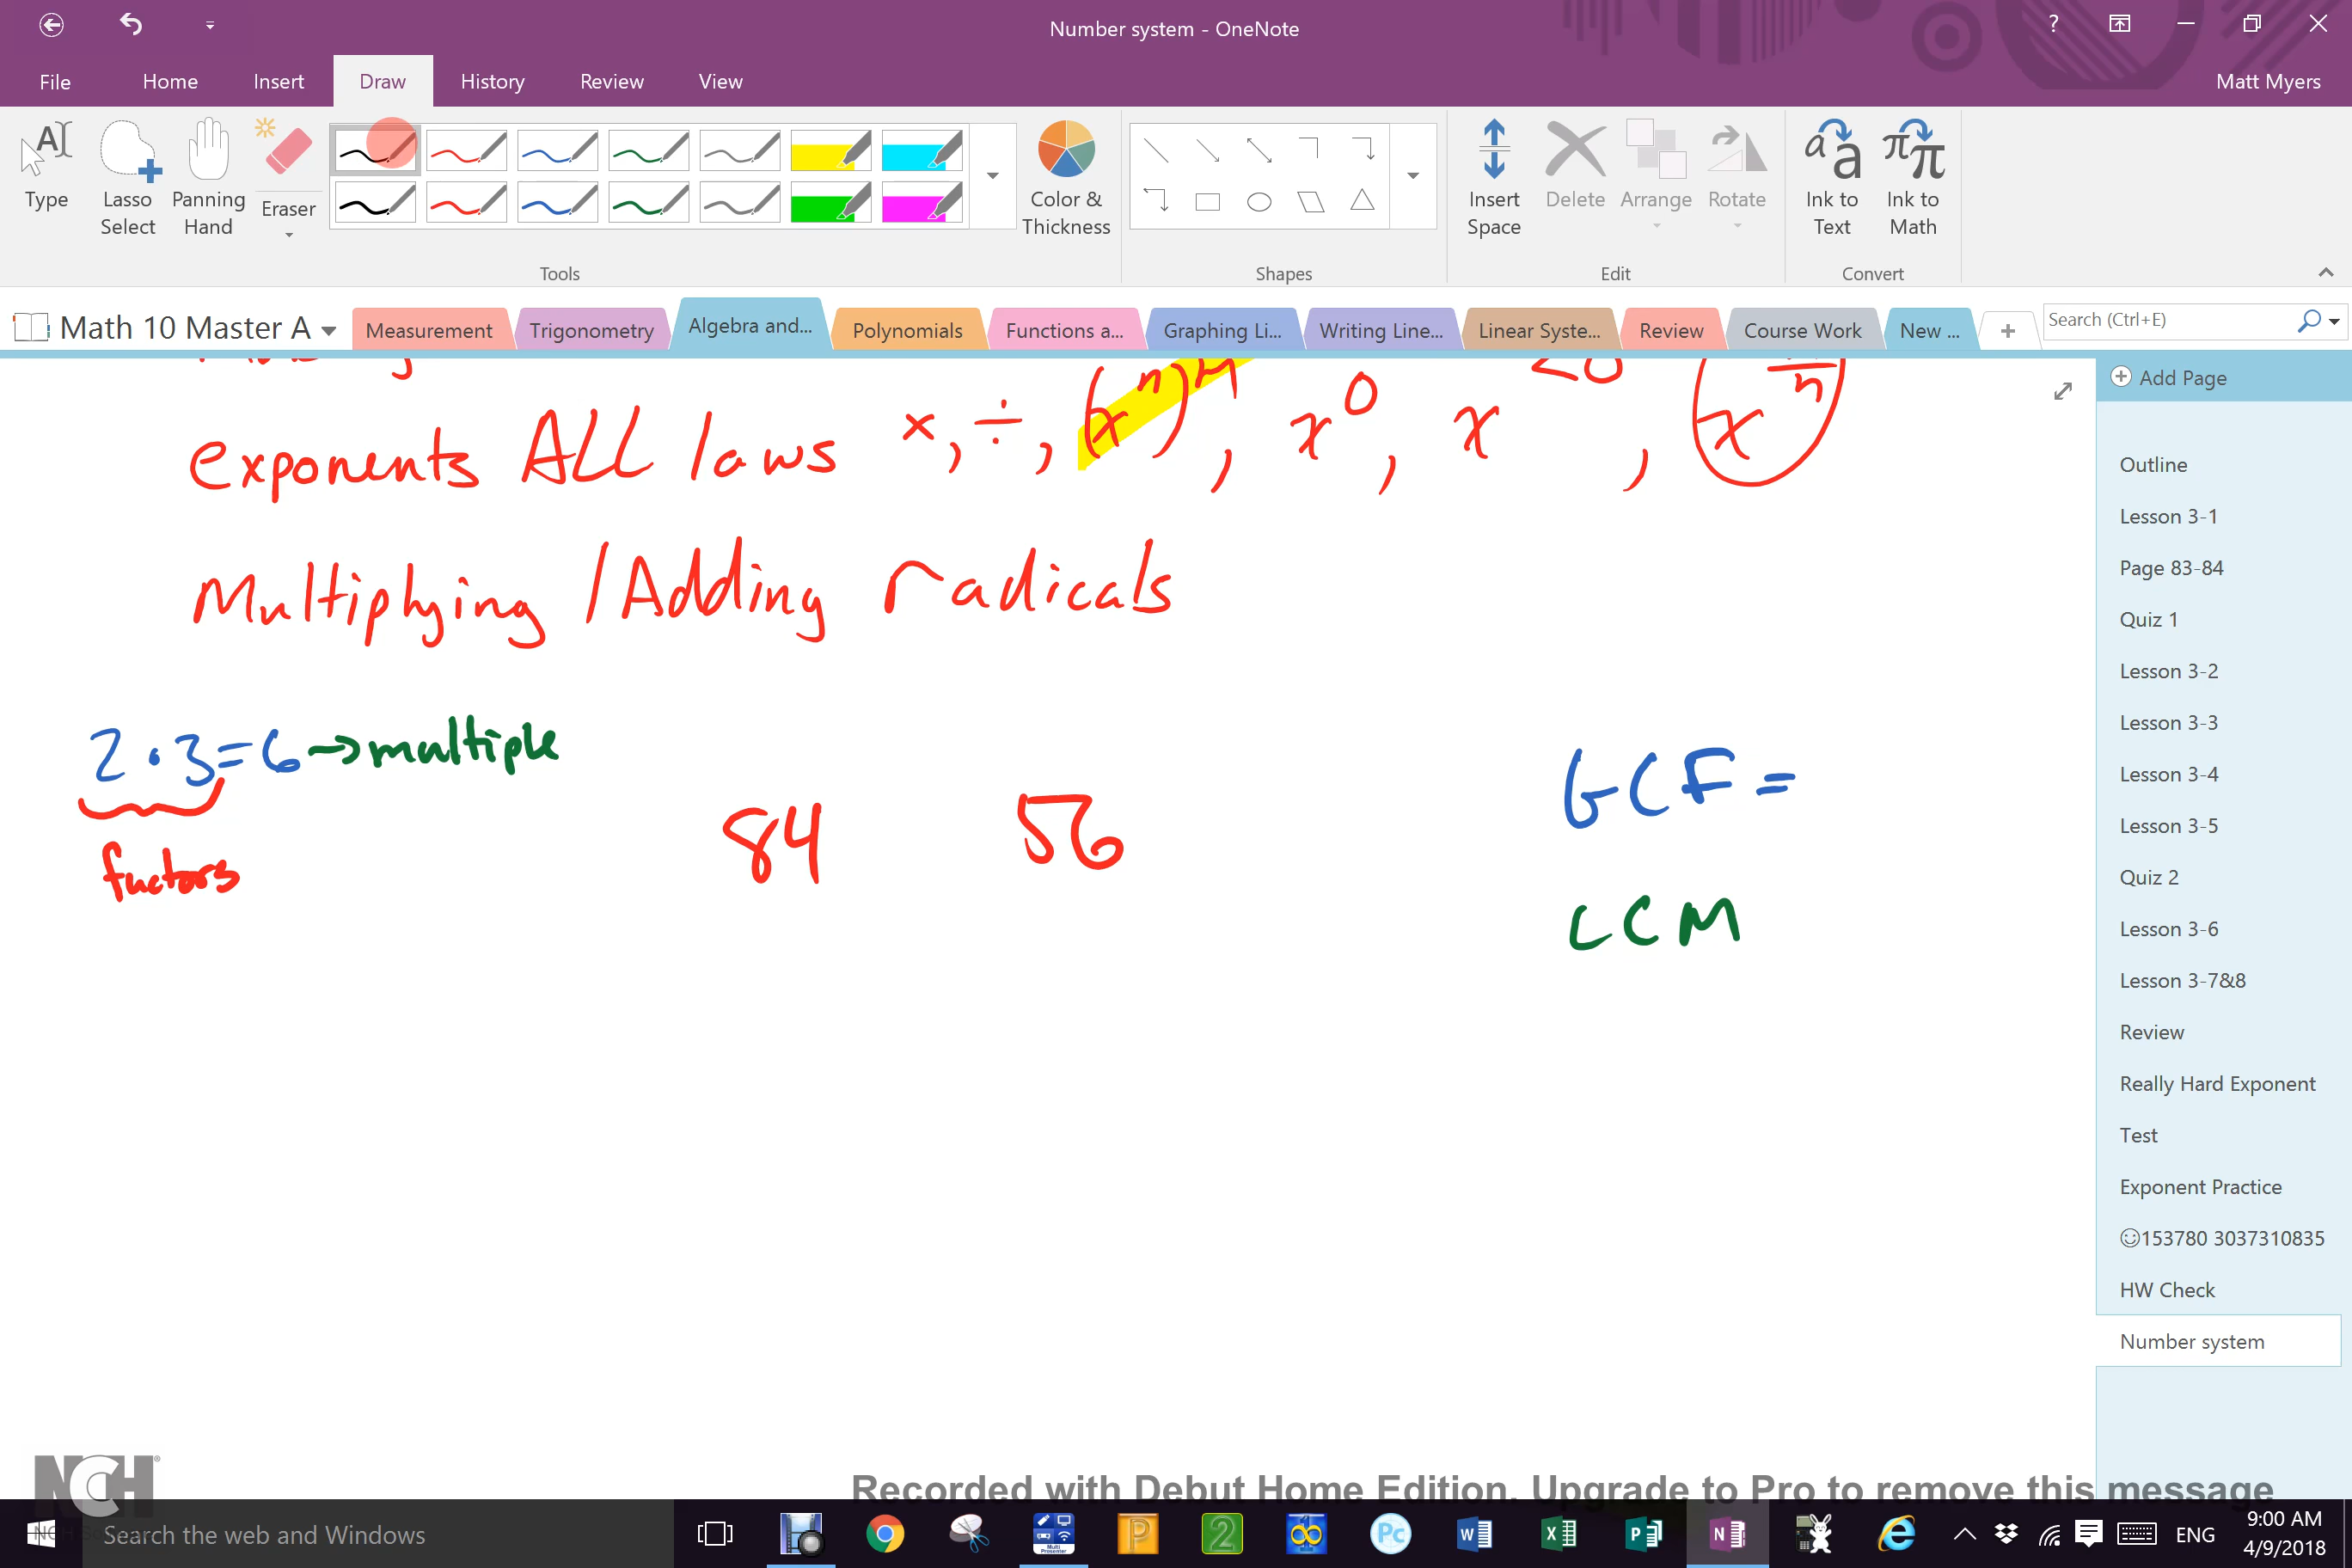 Number system - OneNote
?
File Home Insert Draw History Review View
Matt Myers
Type
Lasso Select
Panning Hand
Eraser
Color & Thickness
Insert Space
Delete
Arrange
Rotate
Ink to Text
Ink to Math
Tools
Shapes
Edit
Convert
Math 10 Master A
Measurement
Trigonometry
Algebra and...
Polynomials
Functions a...
Graphing Li...
Writing Line...
Linear Syste...
Review
Course Work
New ...
+
Search (Ctrl+E)
exponents ALL laws ×, ÷, (xⁿ)ᵐ, x⁰, x , x
Multiplying / Adding radicals
2 · 3 = 6 → multiple
factors
84 56
GCF =
LCM
Add Page
Outline
Lesson 3-1
Page 83-84
Quiz 1
Lesson 3-2
Lesson 3-3
Lesson 3-4
Lesson 3-5
Quiz 2
Lesson 3-6
Lesson 3-7&8
Review
Really Hard Exponent
Test
Exponent Practice
☺153780 3037310835
HW Check
Number system
NCH®
Recorded with Debut Home Edition. Upgrade to Pro to remove this message
Search the web and Windows
ENG
9:00 AM
4/9/2018